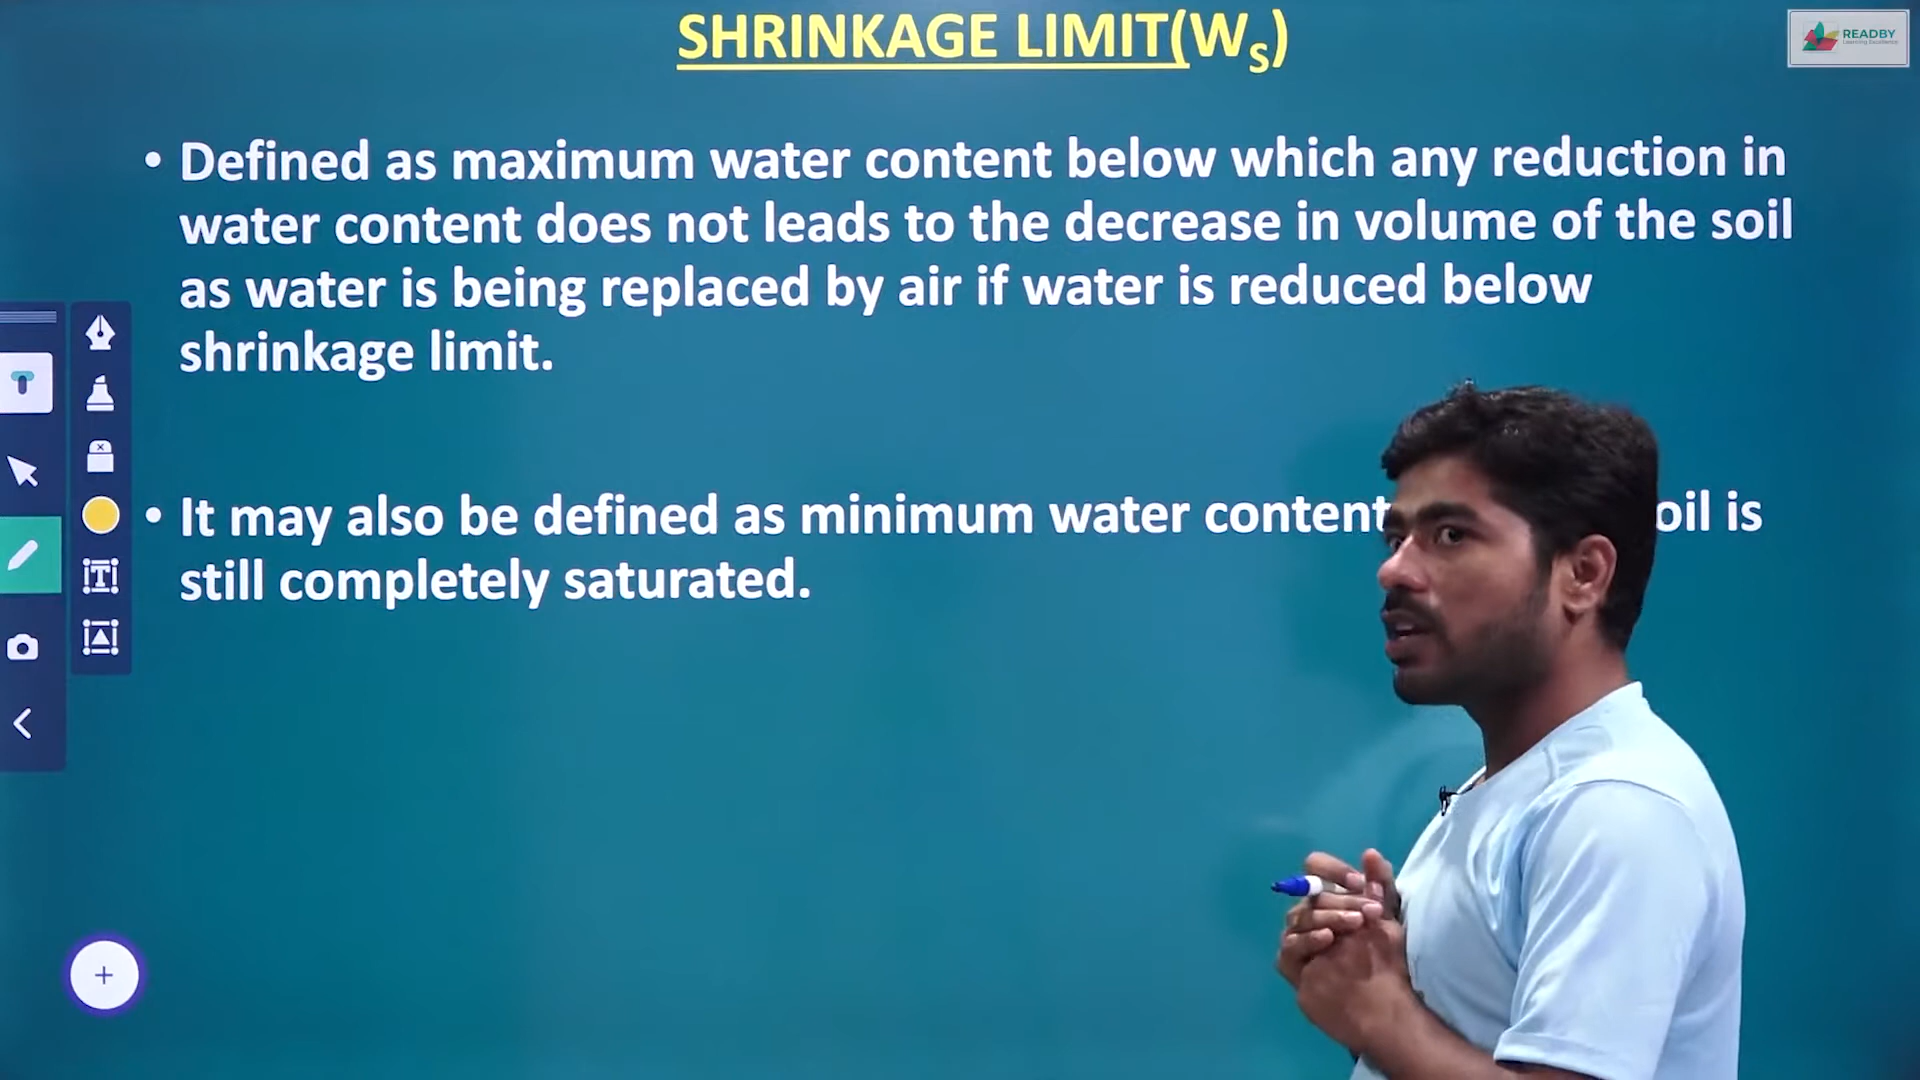 SHRINKAGE LIMIT(WS)
READBY
Learning Excellence
• Defined as maximum water content below which any reduction in
water content does not leads to the decrease in volume of the soil
as water is being replaced by air if water is reduced below
shrinkage limit.
• It may also be defined as minimum water content oil is
still completely saturated.